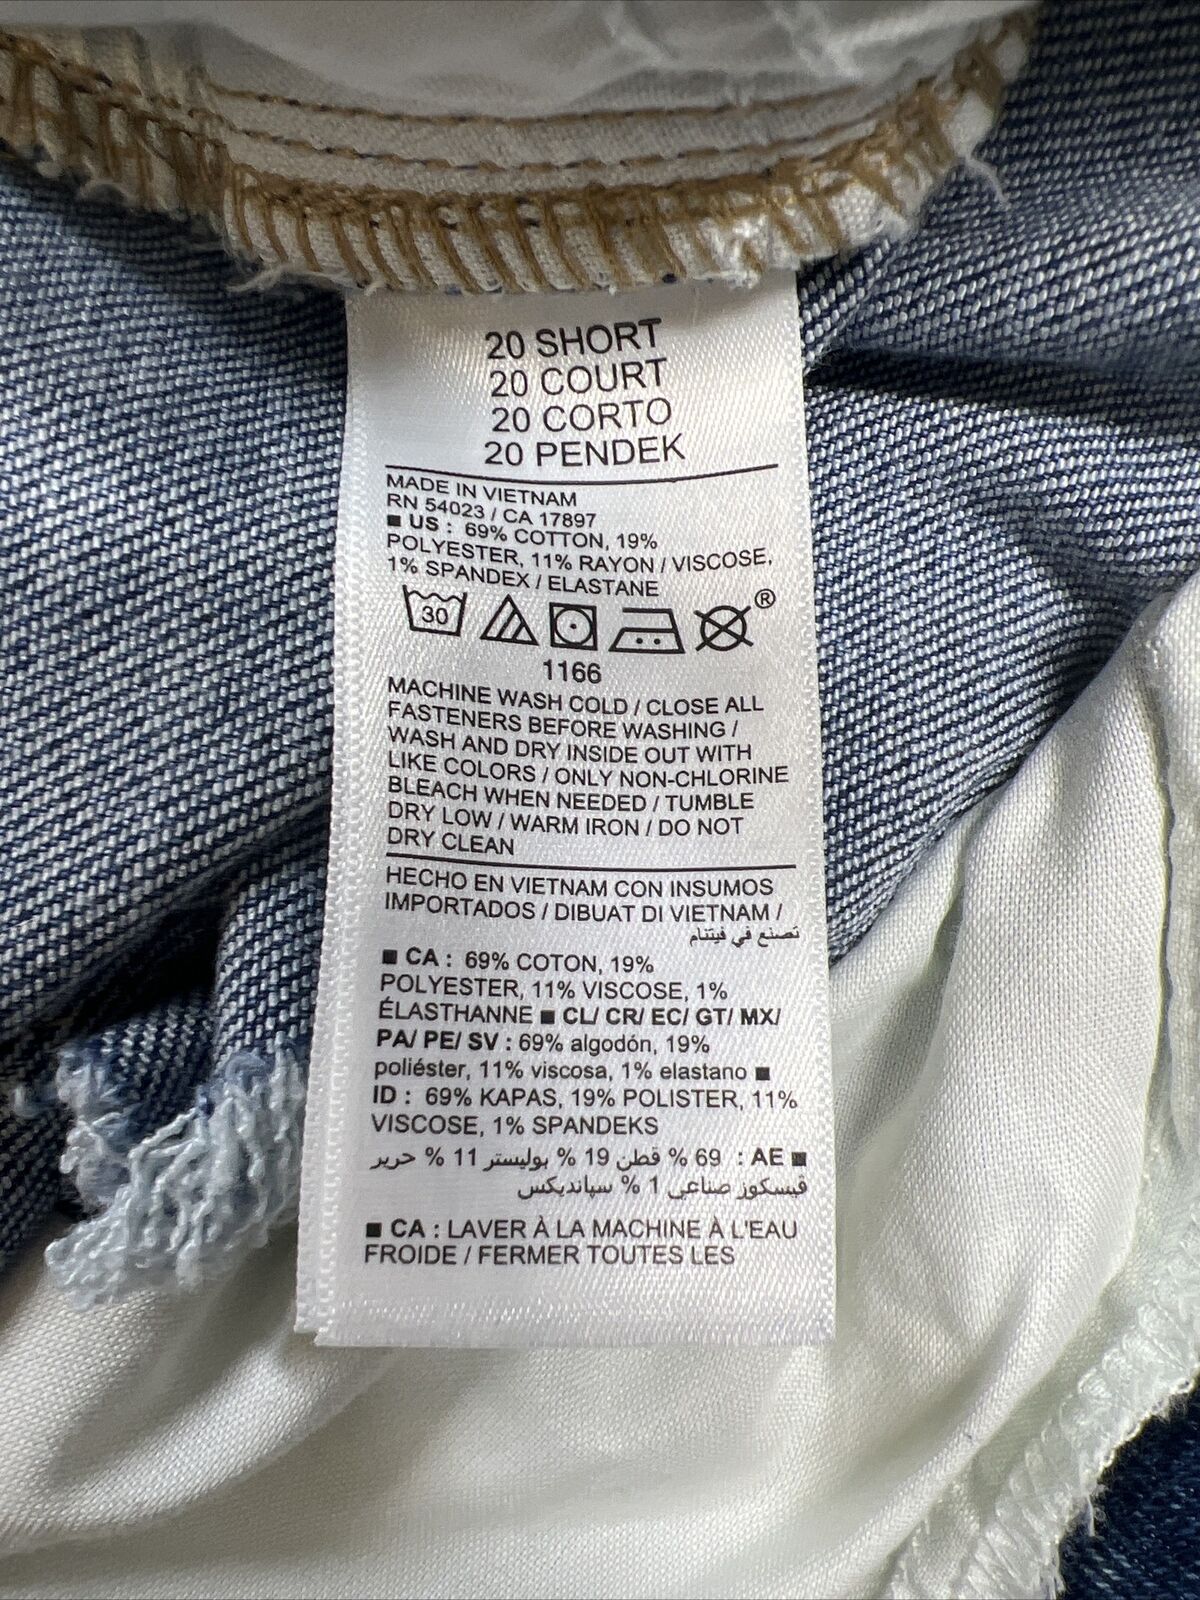 20 SHORT
20 COURT
20 CORTO
20 PENDEK
MADE IN VIETNAM
RN 54023 / CA 17897
■ US : 69% COTTON, 19%
POLYESTER, 11% RAYON / VISCOSE,
1% SPANDEX / ELASTANE
30 ®
1166
MACHINE WASH COLD / CLOSE ALL
FASTENERS BEFORE WASHING /
WASH AND DRY INSIDE OUT WITH
LIKE COLORS / ONLY NON-CHLORINE
BLEACH WHEN NEEDED / TUMBLE
DRY LOW / WARM IRON / DO NOT
DRY CLEAN
HECHO EN VIETNAM CON INSUMOS
IMPORTADOS / DIBUAT DI VIETNAM /
تصنع في فيتنام
■ CA : 69% COTON, 19%
POLYESTER, 11% VISCOSE, 1%
ÉLASTHANNE ■ CL/ CR/ EC/ GT/ MX/
PA/ PE/ SV : 69% algodón, 19%
poliéster, 11% viscosa, 1% elastano ■
ID : 69% KAPAS, 19% POLISTER, 11%
VISCOSE, 1% SPANDEKS
■ AE : 69 % قطن 19 % بوليستر 11 % حرير
فيسكوز صناعي 1 % سباندیكس
■ CA : LAVER À LA MACHINE À L'EAU
FROIDE / FERMER TOUTES LES